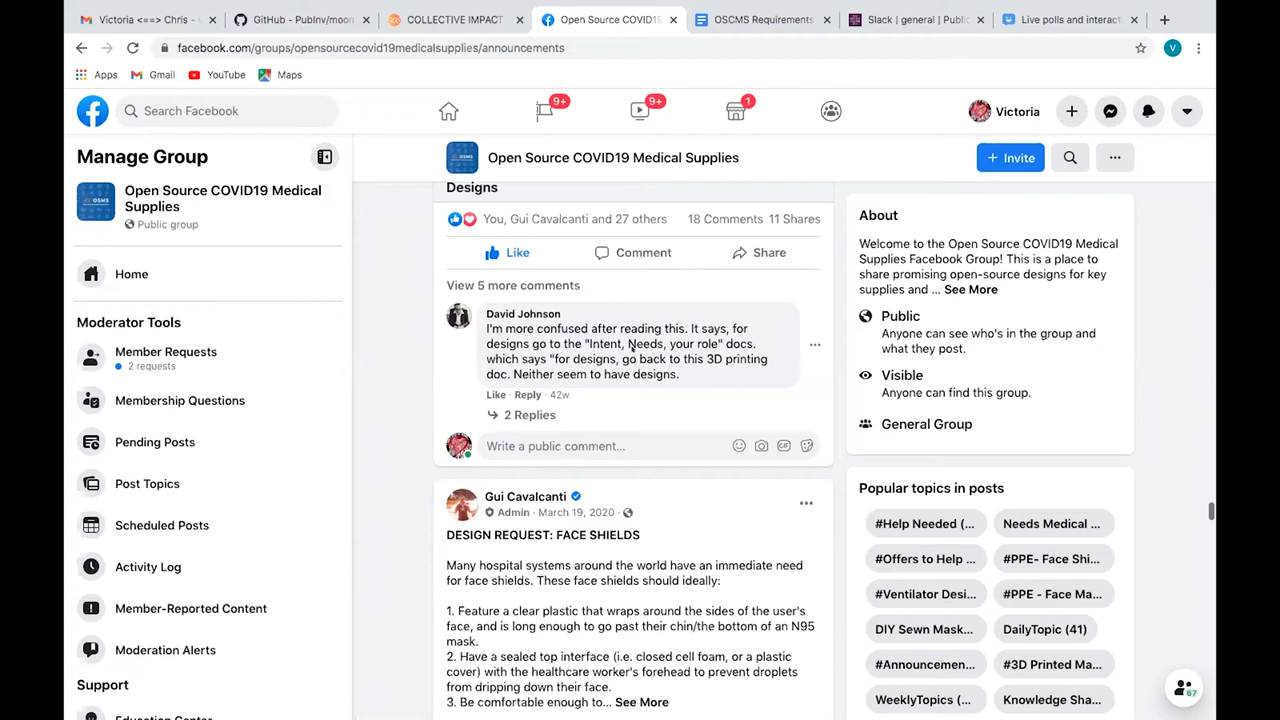 Victoria <==> Chris -
GitHub - PubInv/moon
COLLECTIVE IMPACT
Open Source COVID19
OSCMS Requirements
Slack | general | Publi
Live polls and interacti
facebook.com/groups/opensourcecovid19medicalsupplies/announcements
V
Apps
Gmail
YouTube
Maps
Search Facebook
9+
9+
1
Victoria
Manage Group
Open Source COVID19 Medical Supplies
Invite
OSMS
Open Source COVID19 Medical
Supplies
Public group
Home
Moderator Tools
Member Requests
2 requests
Membership Questions
Pending Posts
Post Topics
Scheduled Posts
Activity Log
Member-Reported Content
Moderation Alerts
Support
Designs
You, Gui Cavalcanti and 27 others
18 Comments 11 Shares
Like
Comment
Share
View 5 more comments
David Johnson
I'm more confused after reading this. It says, for
designs go to the "Intent, Needs, your role" docs.
which says "for designs, go back to this 3D printing
doc. Neither seem to have designs.
Like · Reply · 42w
2 Replies
Write a public comment...
GIF
Gui Cavalcanti
Admin · March 19, 2020 ·
DESIGN REQUEST: FACE SHIELDS
Many hospital systems around the world have an immediate need
for face shields. These face shields should ideally:
1. Feature a clear plastic that wraps around the sides of the user's
face, and is long enough to go past their chin/the bottom of an N95
mask.
2. Have a sealed top interface (i.e. closed cell foam, or a plastic
cover) with the healthcare worker's forehead to prevent droplets
from dripping down their face.
3. Be comfortable enough to... See More
About
Welcome to the Open Source COVID19 Medical
Supplies Facebook Group! This is a place to
share promising open-source designs for key
supplies and ... See More
Public
Anyone can see who's in the group and
what they post.
Visible
Anyone can find this group.
General Group
Popular topics in posts
#Help Needed (...
Needs Medical ...
#Offers to Help ...
#PPE- Face Shi...
#Ventilator Desi...
#PPE - Face Ma...
DIY Sewn Mask...
DailyTopic (41)
#Announcemen...
#3D Printed Ma...
WeeklyTopics (...
Knowledge Sha...